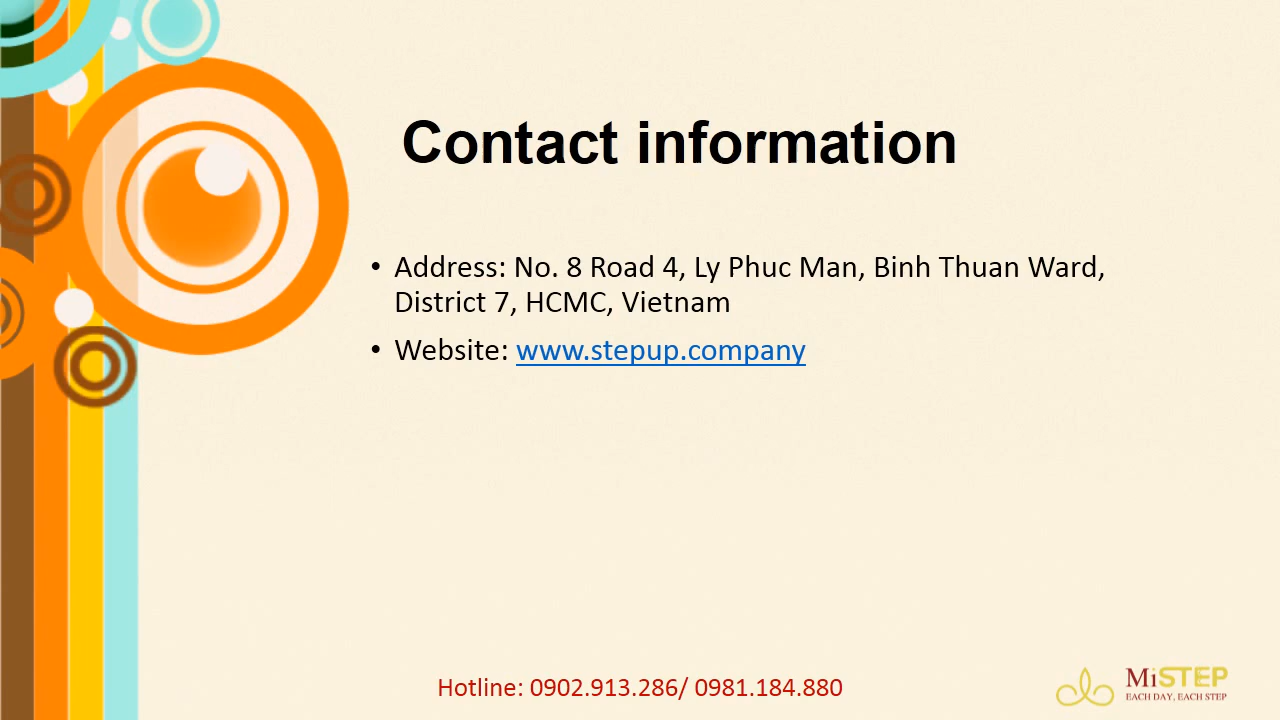 Contact information
• Address: No. 8 Road 4, Ly Phuc Man, Binh Thuan Ward,
District 7, HCMC, Vietnam
• Website: www.stepup.company
Hotline: 0902.913.286/ 0981.184.880
MiSTEP
EACH DAY, EACH STEP